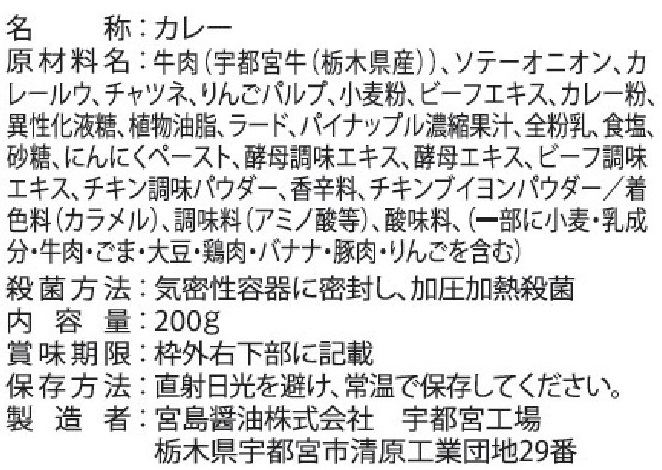 名称：カレー
原材料名：牛肉（宇都宮牛（栃木県産））、ソテーオニオン、カ
レールウ、チャツネ、りんごパルプ、小麦粉、ビーフエキス、カレー粉、
異性化液糖、植物油脂、ラード、パイナップル濃縮果汁、全粉乳、食塩、
砂糖、にんにくペースト、酵母調味エキス、酵母エキス、ビーフ調味
エキス、チキン調味パウダー、香辛料、チキンブイヨンパウダー／着
色料（カラメル）、調味料（アミノ酸等）、酸味料、（一部に小麦・乳成
分・牛肉・ごま・大豆・鶏肉・バナナ・豚肉・りんごを含む）
殺菌方法：気密性容器に密封し、加圧加熱殺菌
内容量：200g
賞味期限：枠外右下部に記載
保存方法：直射日光を避け、常温で保存してください。
製造者：宮島醤油株式会社　宇都宮工場
栃木県宇都宮市清原工業団地29番